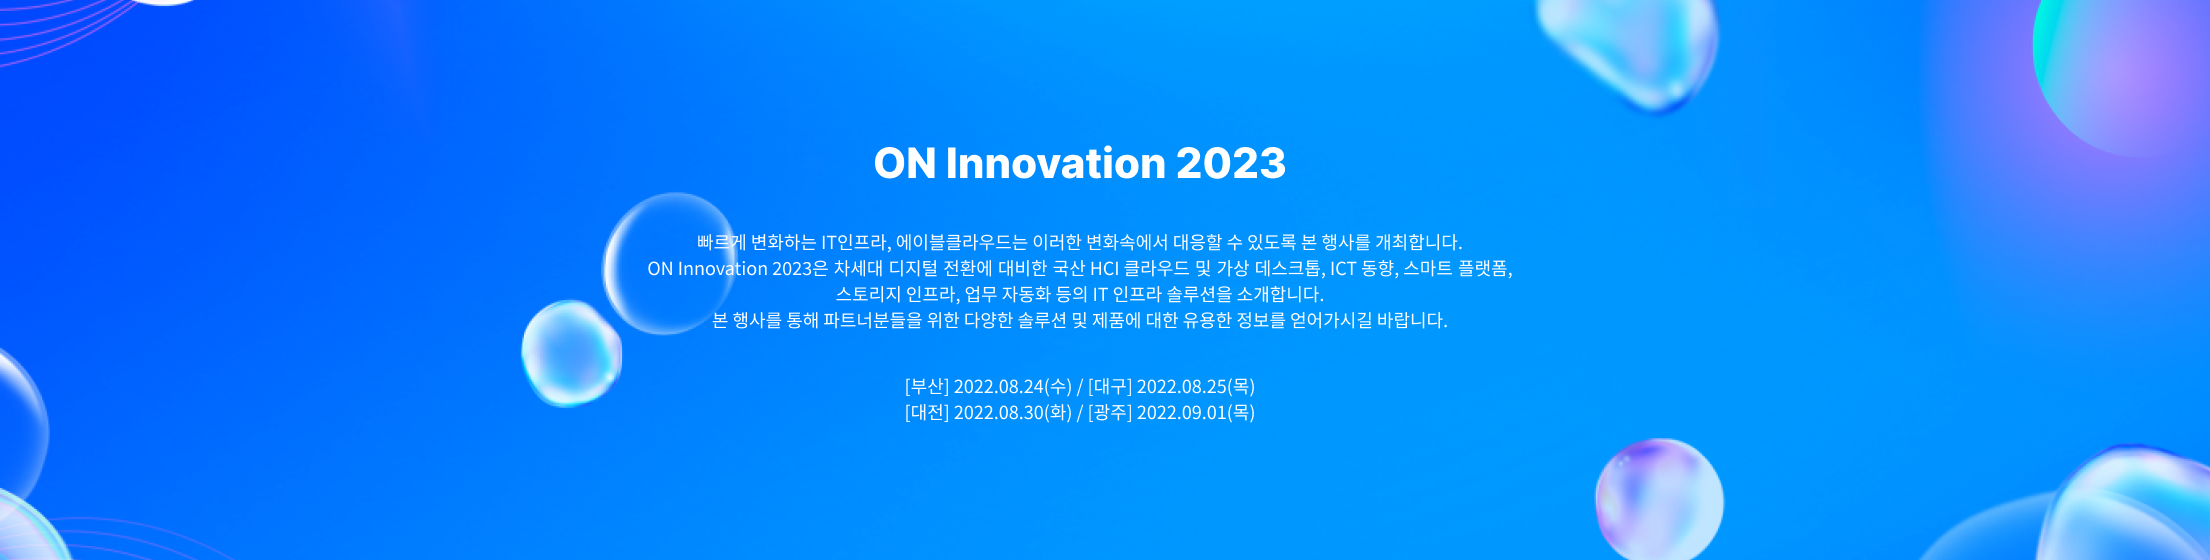 ON Innovation 2023
빠르게 변화하는 IT인프라, 에이블클라우드는 이러한 변화속에서 대응할 수 있도록 본 행사를 개최합니다.
ON Innovation 2023은 차세대 디지털 전환에 대비한 국산 HCI 클라우드 및 가상 데스크톱, ICT 동향, 스마트 플랫폼,
스토리지 인프라, 업무 자동화 등의 IT 인프라 솔루션을 소개합니다.
본 행사를 통해 파트너분들을 위한 다양한 솔루션 및 제품에 대한 유용한 정보를 얻어가시길 바랍니다.
[부산] 2022.08.24(수) / [대구] 2022.08.25(목)
[대전] 2022.08.30(화) / [광주] 2022.09.01(목)